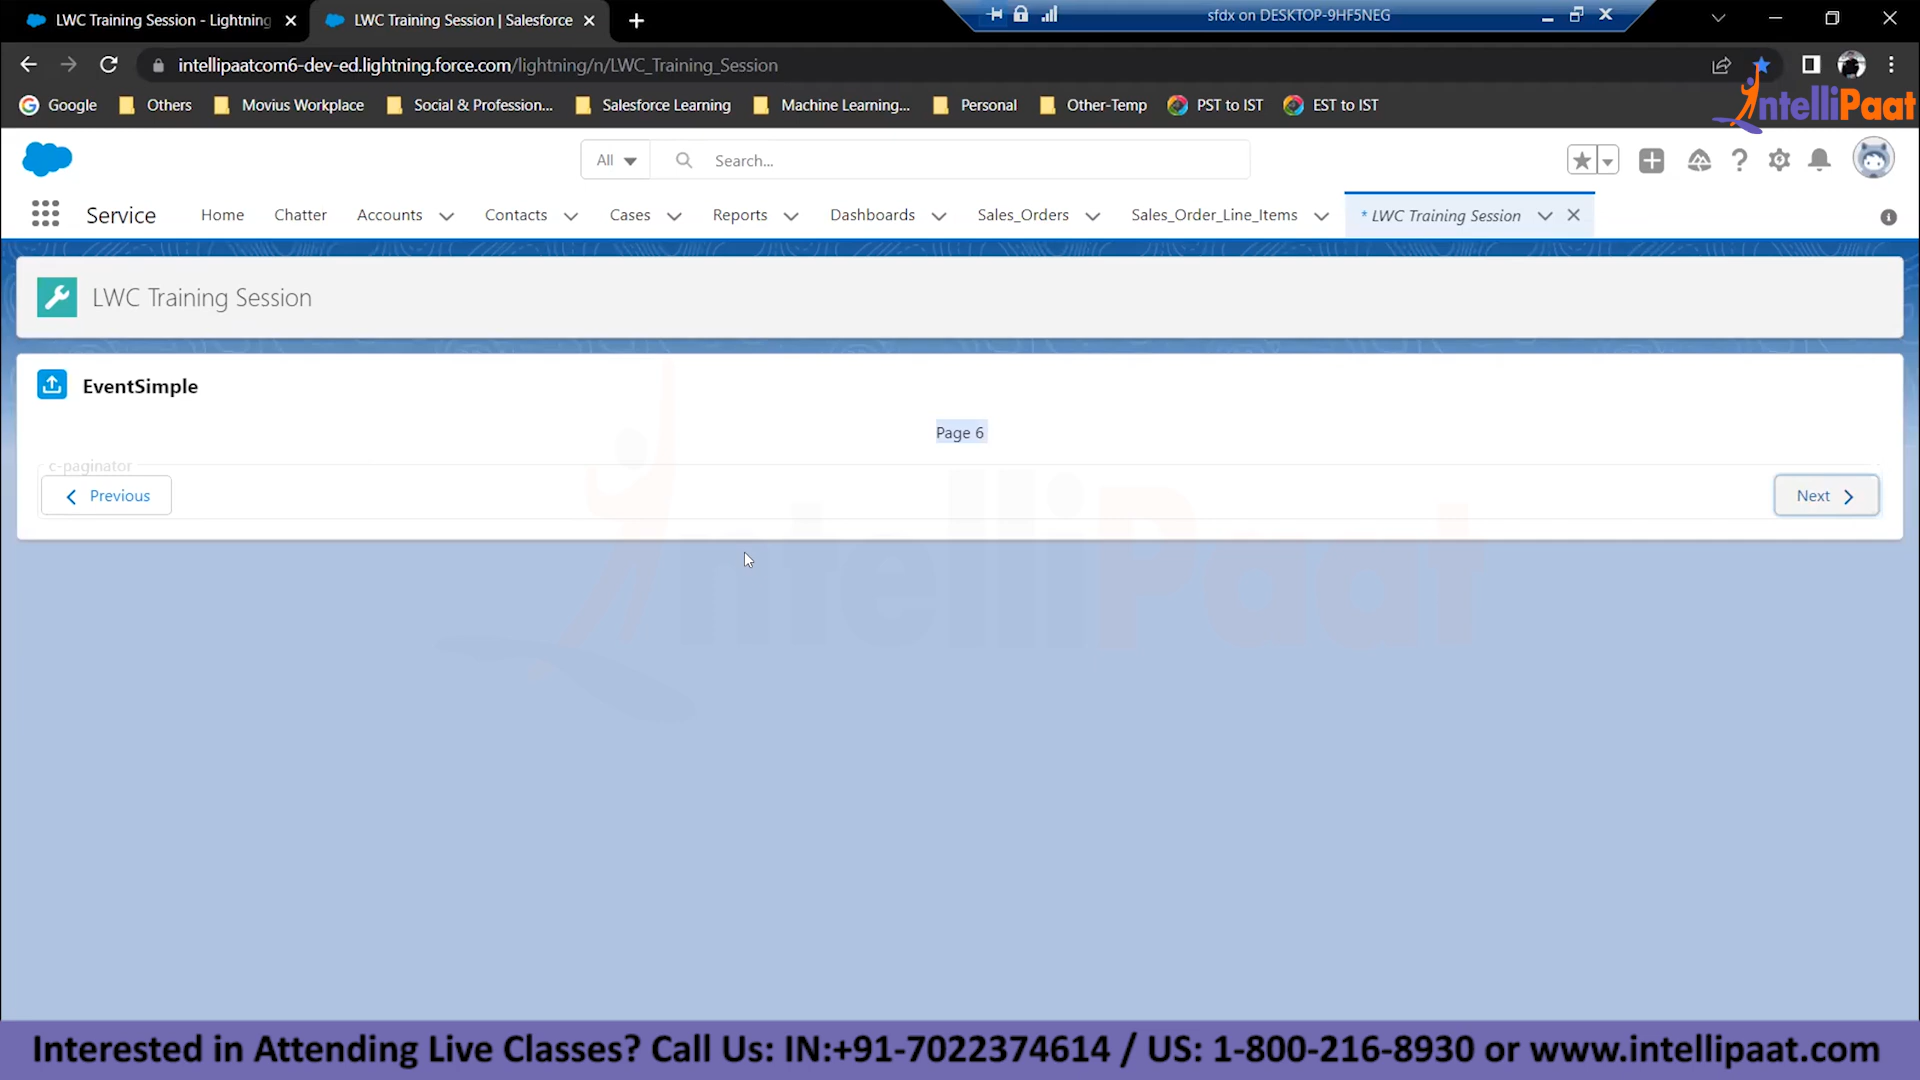 LWC Training Session - Lightning
LWC Training Session | Salesforce
sfdx on DESKTOP-9HF5NEG
intellipaatcom6-dev-ed.lightning.force.com/lightning/n/LWC_Training_Session
Google Others Movius Workplace Social & Profession... Salesforce Learning Machine Learning,... Personal Other-Temp PST to IST EST to IST
IntelliPaat
All Search...
Service Home Chatter Accounts Contacts Cases Reports Dashboards Sales_Orders Sales_Order_Line_Items * LWC Training Session
LWC Training Session
EventSimple
Page 6
c-paginator
Previous Next
IntelliPaat
Interested in Attending Live Classes? Call Us: IN:+91-7022374614 / US: 1-800-216-8930 or www.intellipaat.com